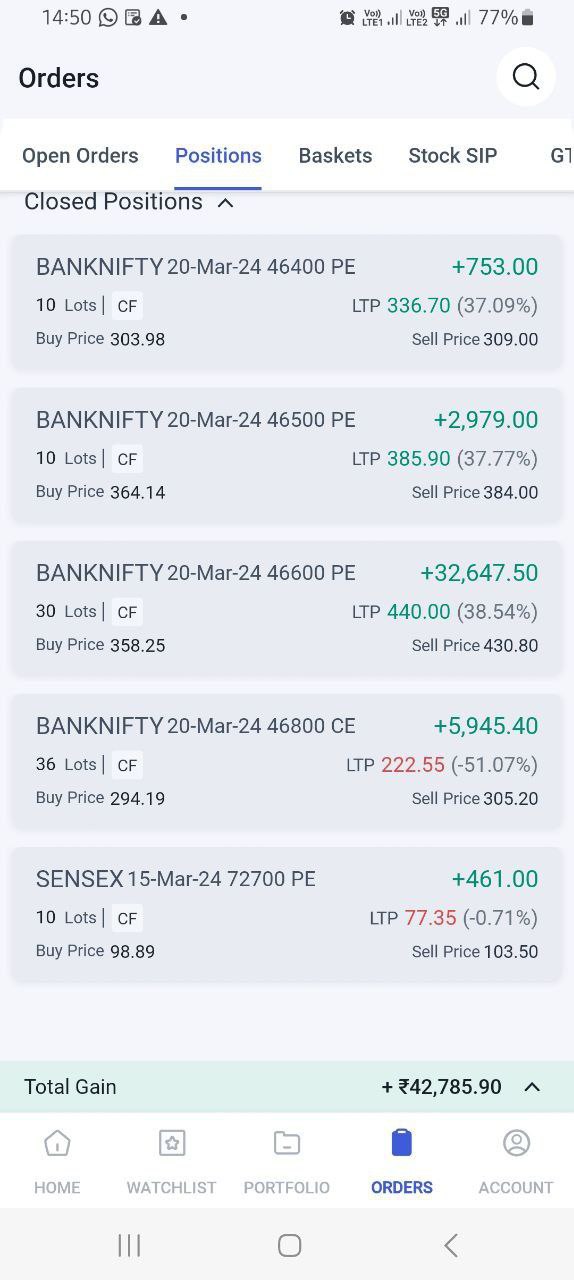 14:50 Vo)) LTE1 Vo)) LTE2 5G 77%
Orders
Open Orders Positions Baskets Stock SIP GT
Closed Positions
BANKNIFTY 20-Mar-24 46400 PE +753.00
10 Lots | CF LTP 336.70 (37.09%)
Buy Price 303.98 Sell Price 309.00
BANKNIFTY 20-Mar-24 46500 PE +2,979.00
10 Lots | CF LTP 385.90 (37.77%)
Buy Price 364.14 Sell Price 384.00
BANKNIFTY 20-Mar-24 46600 PE +32,647.50
30 Lots | CF LTP 440.00 (38.54%)
Buy Price 358.25 Sell Price 430.80
BANKNIFTY 20-Mar-24 46800 CE +5,945.40
36 Lots | CF LTP 222.55 (-51.07%)
Buy Price 294.19 Sell Price 305.20
SENSEX 15-Mar-24 72700 PE +461.00
10 Lots | CF LTP 77.35 (-0.71%)
Buy Price 98.89 Sell Price 103.50
Total Gain + ₹42,785.90
HOME WATCHLIST PORTFOLIO ORDERS ACCOUNT